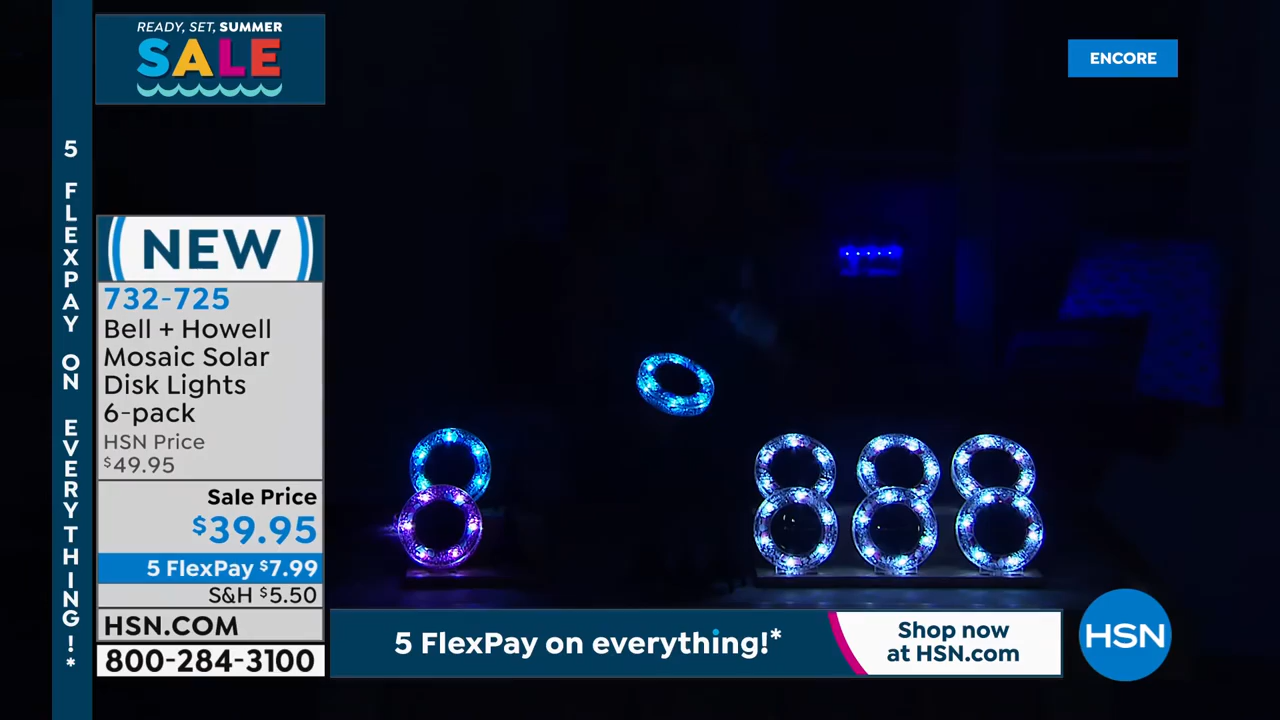 READY, SET, SUMMER
SALE
ENCORE
5 FLEXPAY ON EVERYTHING!*
NEW
732-725
Bell + Howell
Mosaic Solar
Disk Lights
6-pack
HSN Price
$49.95
Sale Price
$39.95
5 FlexPay $7.99
S&H $5.50
HSN.COM
800-284-3100
5 FlexPay on everything!*
Shop now
at HSN.com
HSN